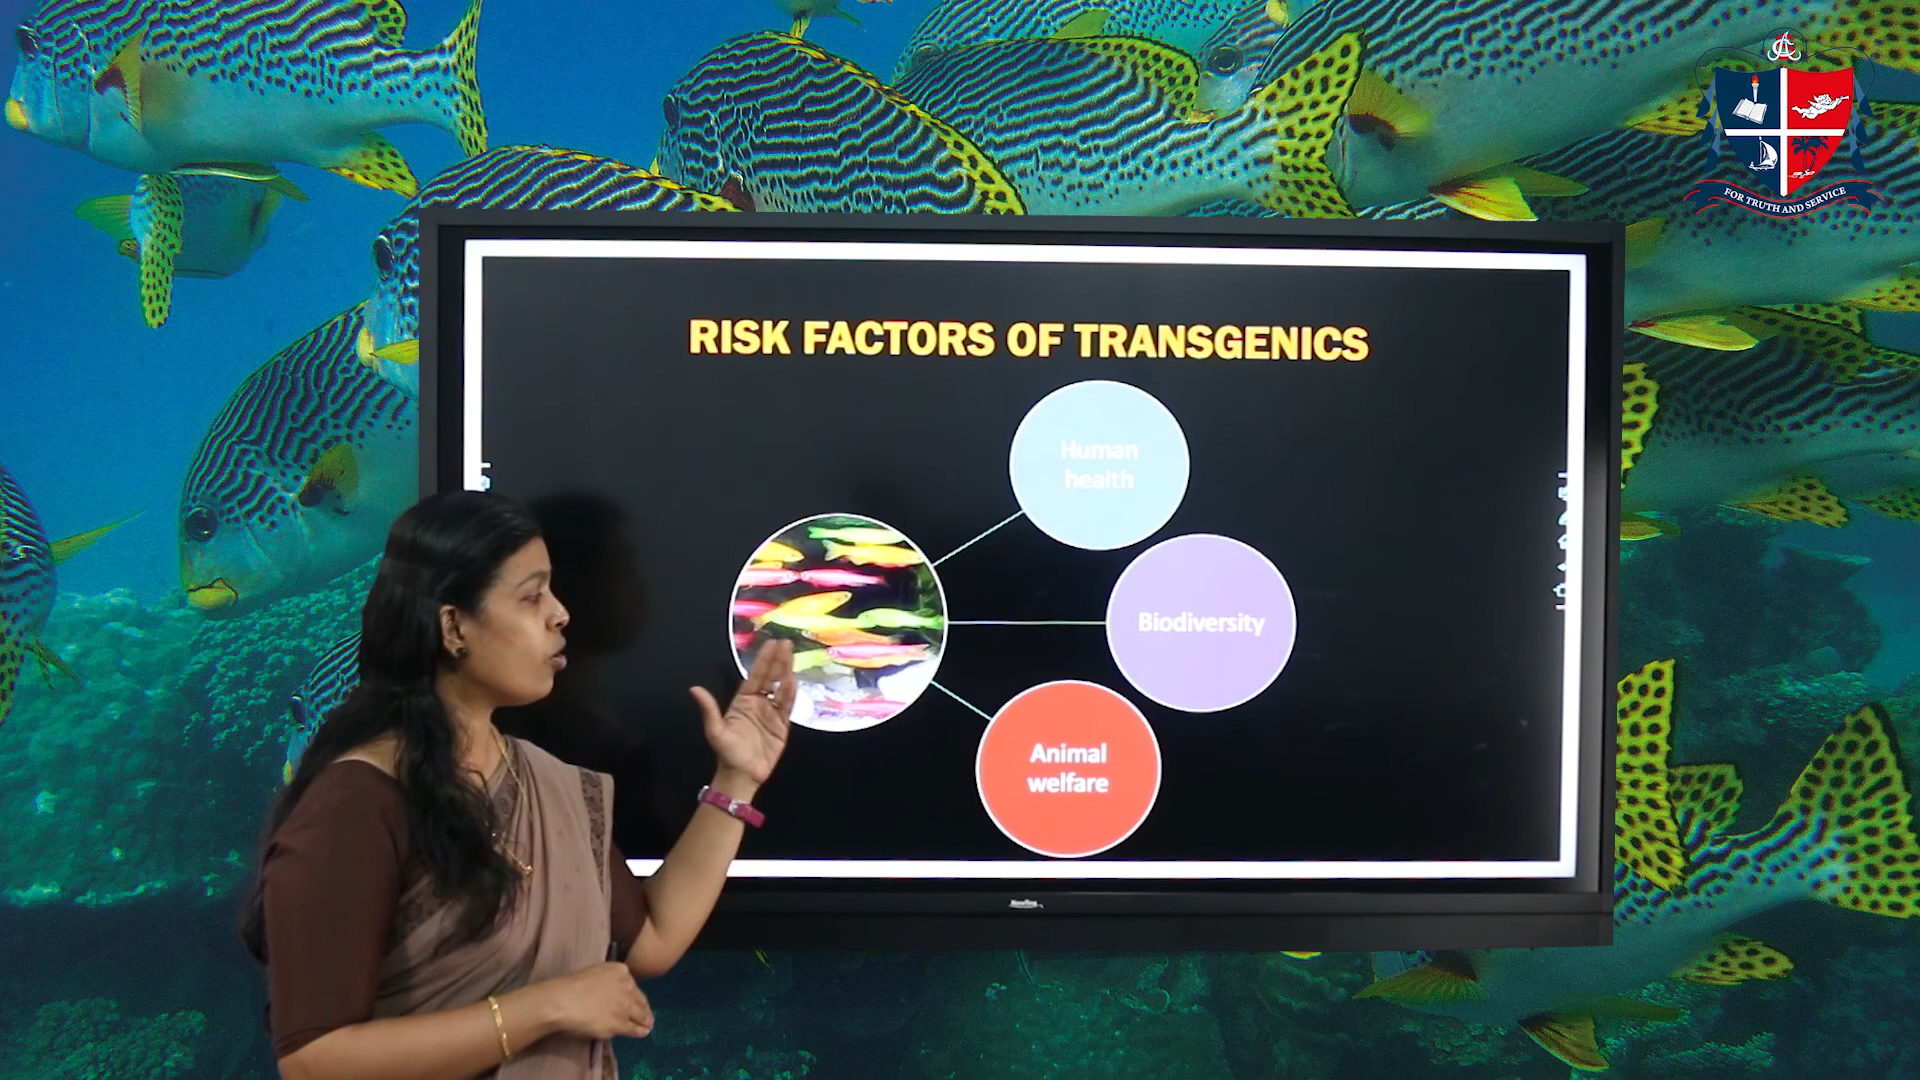 FOR TRUTH AND SERVICE
RISK FACTORS OF TRANSGENICS
Human
health
Biodiversity
Animal
welfare